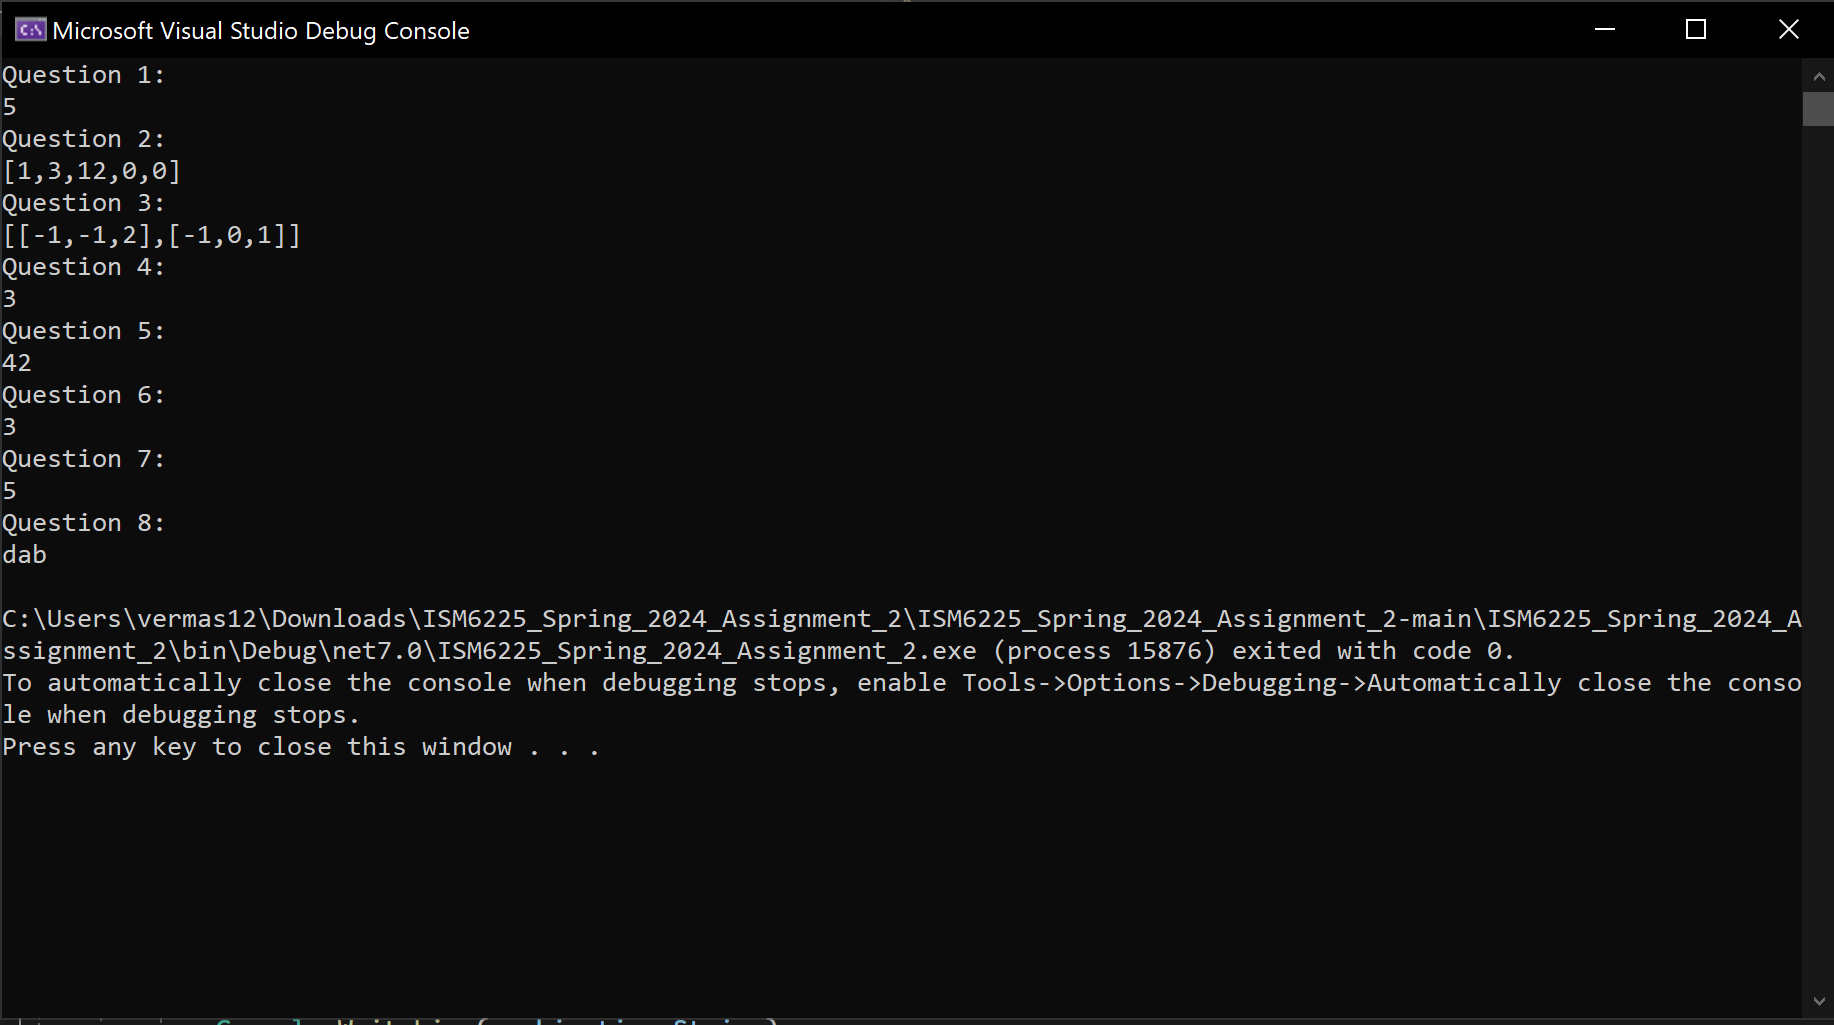 Microsoft Visual Studio Debug Console
Question 1:
5
Question 2:
[1,3,12,0,0]
Question 3:
[[-1,-1,2],[-1,0,1]]
Question 4:
3
Question 5:
42
Question 6:
3
Question 7:
5
Question 8:
dab
C:\Users\vermas12\Downloads\ISM6225_Spring_2024_Assignment_2\ISM6225_Spring_2024_Assignment_2-main\ISM6225_Spring_2024_A
ssignment_2\bin\Debug\net7.0\ISM6225_Spring_2024_Assignment_2.exe (process 15876) exited with code 0.
To automatically close the console when debugging stops, enable Tools->Options->Debugging->Automatically close the conso
le when debugging stops.
Press any key to close this window . . .